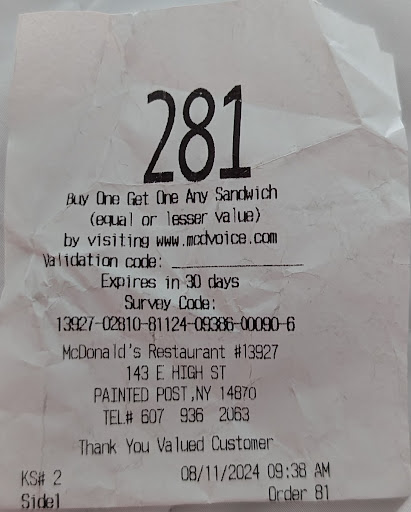 281
Buy One Get One Any Sandwich
(equal or lesser value)
by visiting www.mcdvoice.com
Validation code: _______________
Expires in 30 days
Survey Code:
13927-02810-81124-09386-00090-6
McDonald's Restaurant #13927
143 E HIGH ST
PAINTED POST,NY 14870
TEL# 607 936 2063
Thank You Valued Customer
KS# 2 08/11/2024 09:38 AM
Side1 Order 81